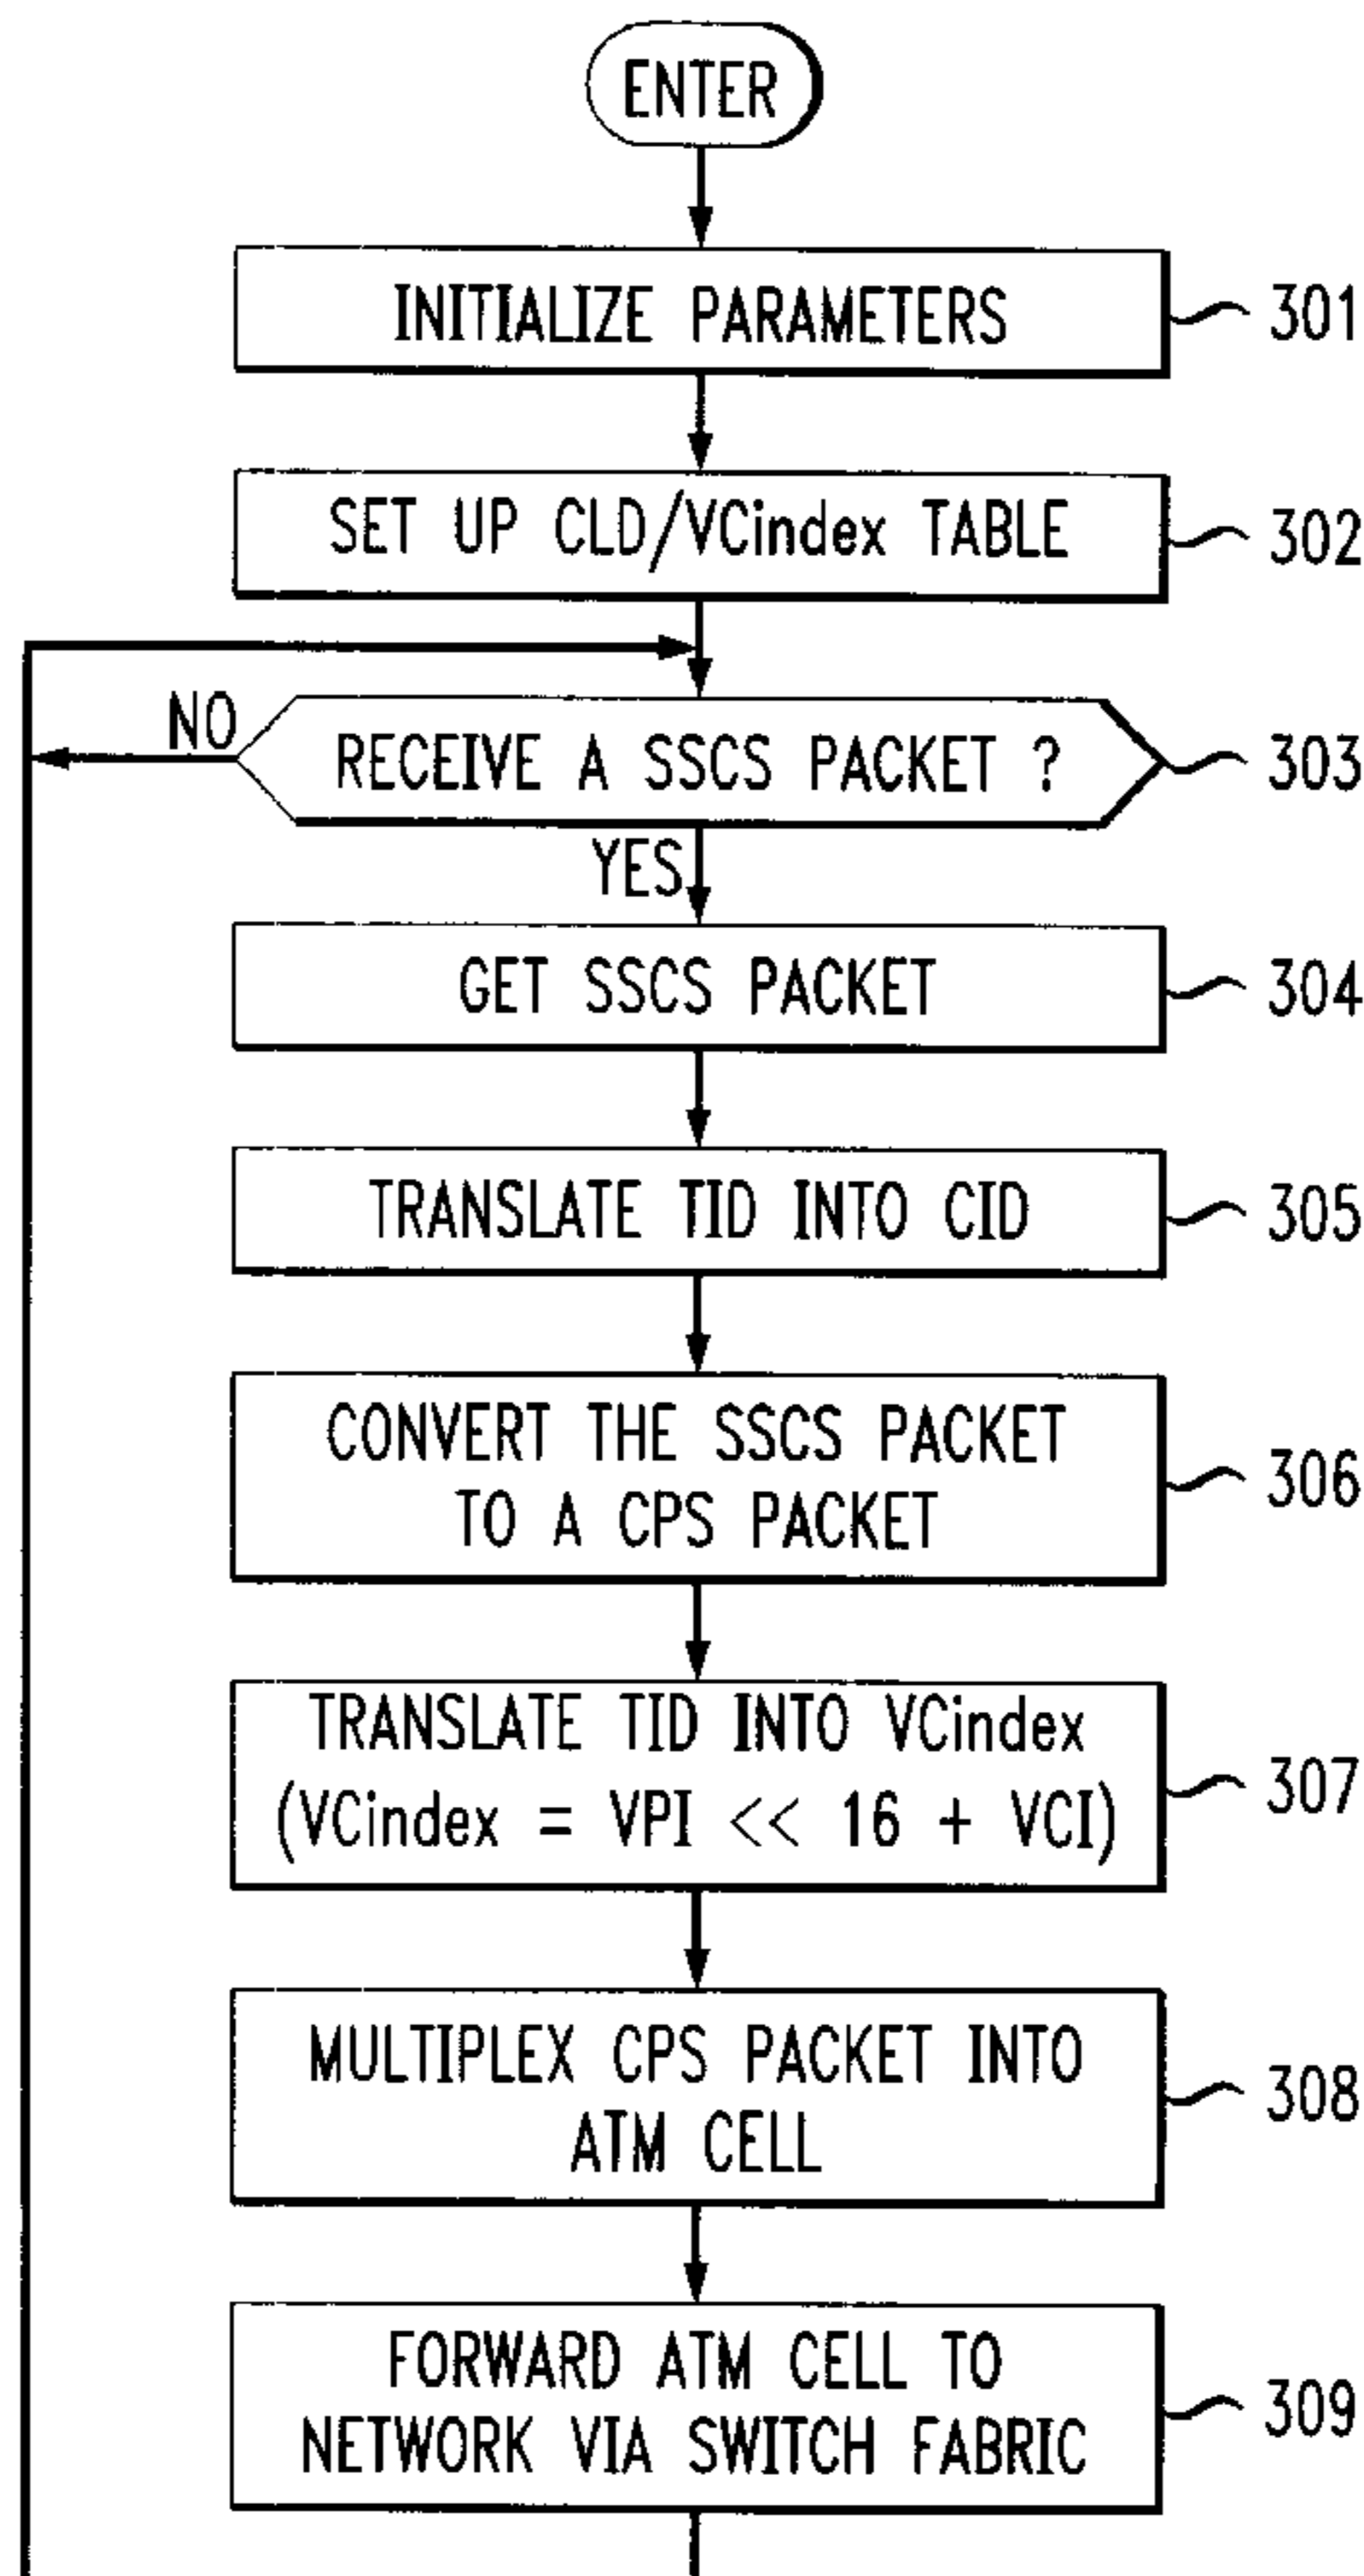 ENTER
INITIALIZE PARAMETERS
301
SET UP CLD/VCindex TABLE
302
NO
RECEIVE A SSCS PACKET ?
303
YES
GET SSCS PACKET
304
TRANSLATE TID INTO CID
305
CONVERT THE SSCS PACKET
TO A CPS PACKET
306
TRANSLATE TID INTO VCindex
(VCindex = VPI << 16 + VCI)
307
MULTIPLEX CPS PACKET INTO
ATM CELL
308
FORWARD ATM CELL TO
NETWORK VIA SWITCH FABRIC
309